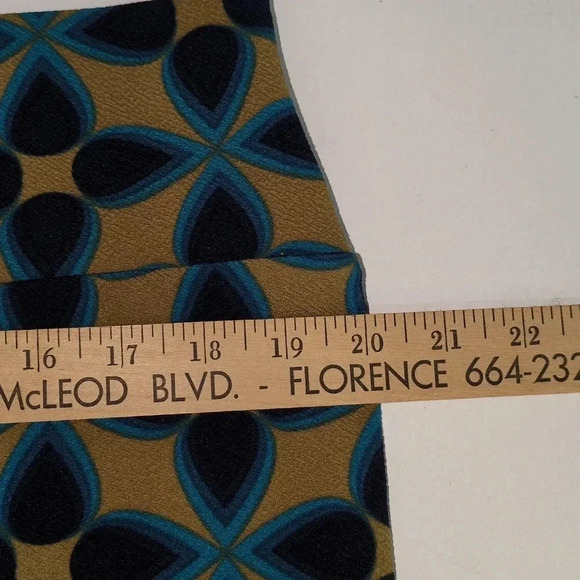 16 17 18 19 20 21 22
McLEOD BLVD. - FLORENCE 664-232